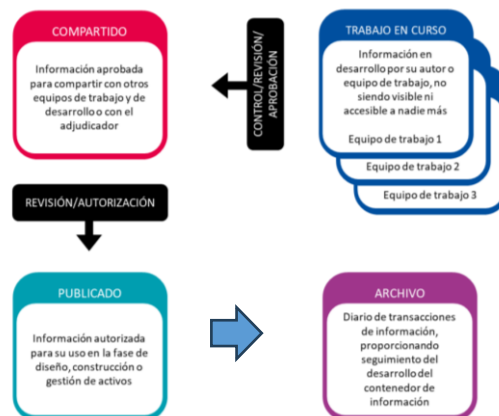 COMPARTIDO
Información aprobada
para compartir con otros
equipos de trabajo y de
desarrollo o con el
adjudicador
CONTROL/REVISIÓN/
APROBACIÓN
TRABAJO EN CURSO
Información en
desarrollo por su autor o
equipo de trabajo, no
siendo visible ni
accesible a nadie más
Equipo de trabajo 1
Equipo de trabajo 2
Equipo de trabajo 3
REVISIÓN/AUTORIZACIÓN
PUBLICADO
Información autorizada
para su uso en la fase de
diseño, construcción o
gestión de activos
ARCHIVO
Diario de transacciones
de información,
proporcionando
seguimiento del
desarrollo del
contenedor de
información